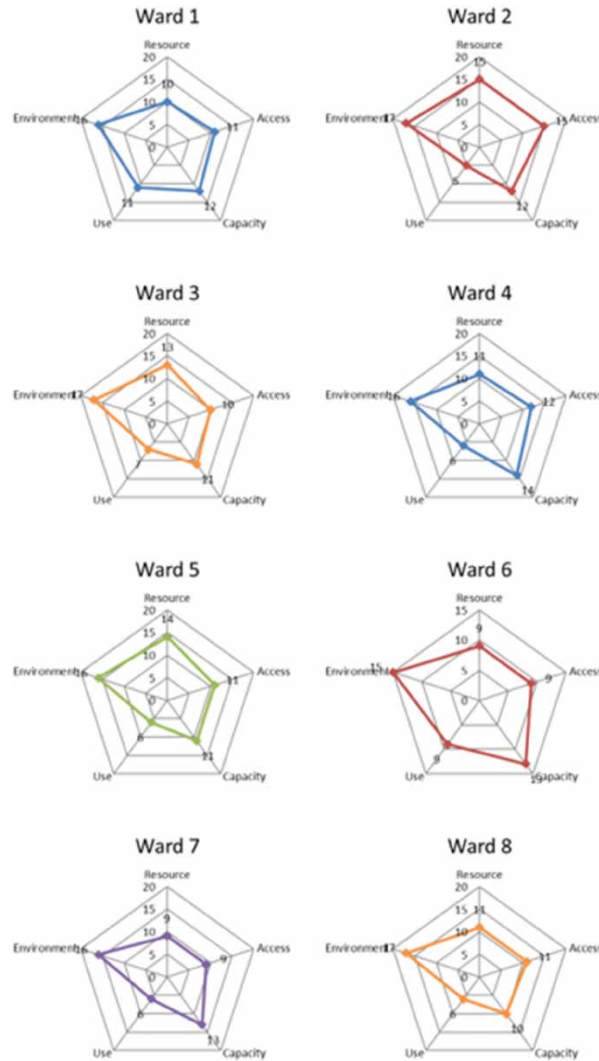 Ward 1
Resource
20
15
10
10
5
0
Environment 16
11
Access
11
12
Use
Capacity
Ward 2
Resource
20
15
15
10
5
0
Environment 17
15
Access
5
12
Use
Capacity
Ward 3
Resource
20
13
15
10
5
0
Environment 17
10
Access
7
11
Use
Capacity
Ward 4
Resource
20
15
11
10
5
0
Environment 16
12
Access
6
14
Use
Capacity
Ward 5
Resource
20
14
15
10
5
0
Environment 16
11
Access
6
11
Use
Capacity
Ward 6
Resource
15
9
10
5
0
Environment 15
9
Access
9
13
Use
Capacity
Ward 7
Resource
20
15
9
10
5
0
Environment 16
9
Access
6
13
Use
Capacity
Ward 8
Resource
20
15
11
10
5
0
Environment 17
11
Access
6
10
Use
Capacity